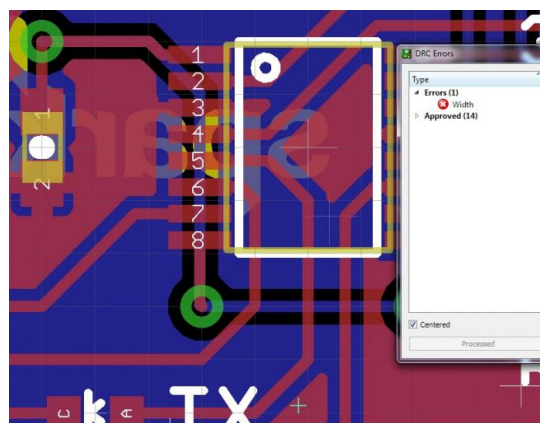 DRC Errors
Type
Errors (1)
Width
Approved (14)
Centered
Processed
1
2
3
4
5
6
7
8
1
2
k TX
C A